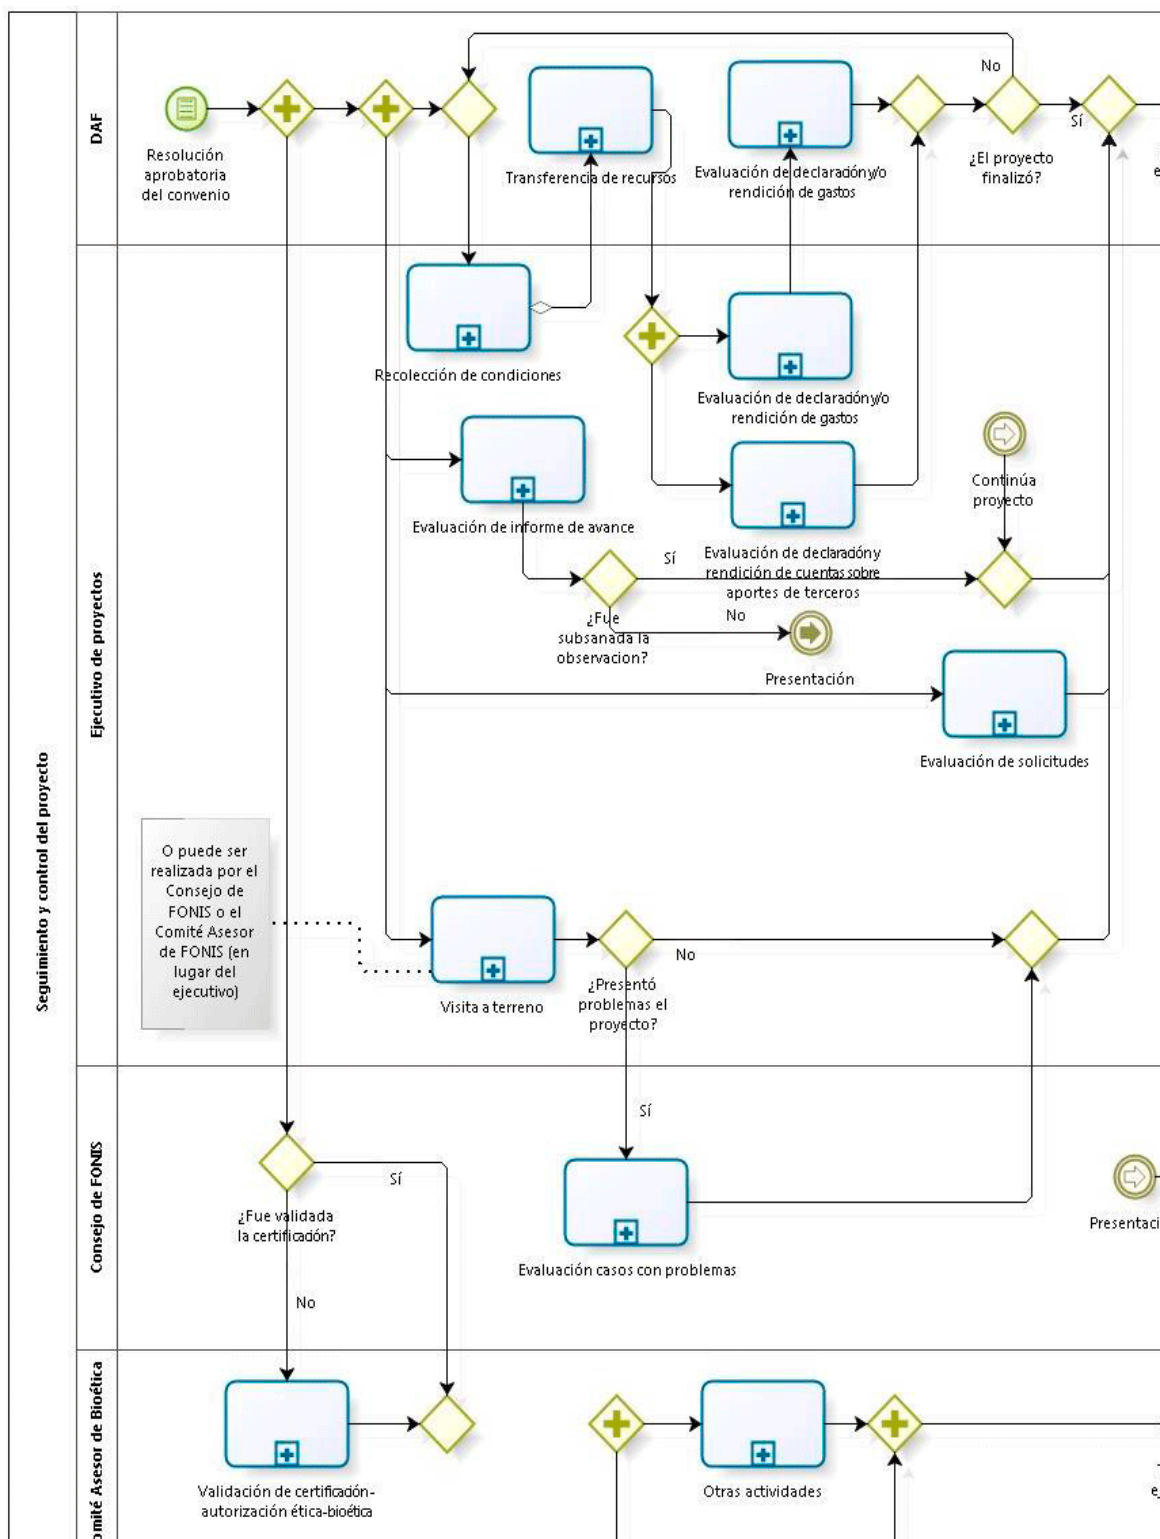 Seguimiento y control del proyecto
DAF
Resolución
aprobatoria
del convenio
Transferencia de recursos
Evaluación de declaracióny/o
rendición de gastos
No
¿El proyecto
finalizó?
Sí
Ejecutivo de proyectos
Recolección de condiciones
Evaluación de declaracióny/o
rendición de gastos
Evaluación de informe de avance
Evaluación de declaracióny
rendición de cuentas sobre
aportes de terceros
Continúa
proyecto
Sí
¿Fue
subsanada la
observacion?
No
Presentación
Evaluación de solicitudes
O puede ser
realizada por el
Consejo de
FONIS o el
Comité Asesor
de FONIS (en
lugar del
ejecutivo)
Visita a terreno
¿Presentó
problemas el
proyecto?
No
Sí
Consejo de FONIS
¿Fue validada
la certificación?
Sí
No
Evaluación casos con problemas
Presentaci
omité Asesor de Bioética
Validación de certificación-
autorización ética-bioética
Otras actividades